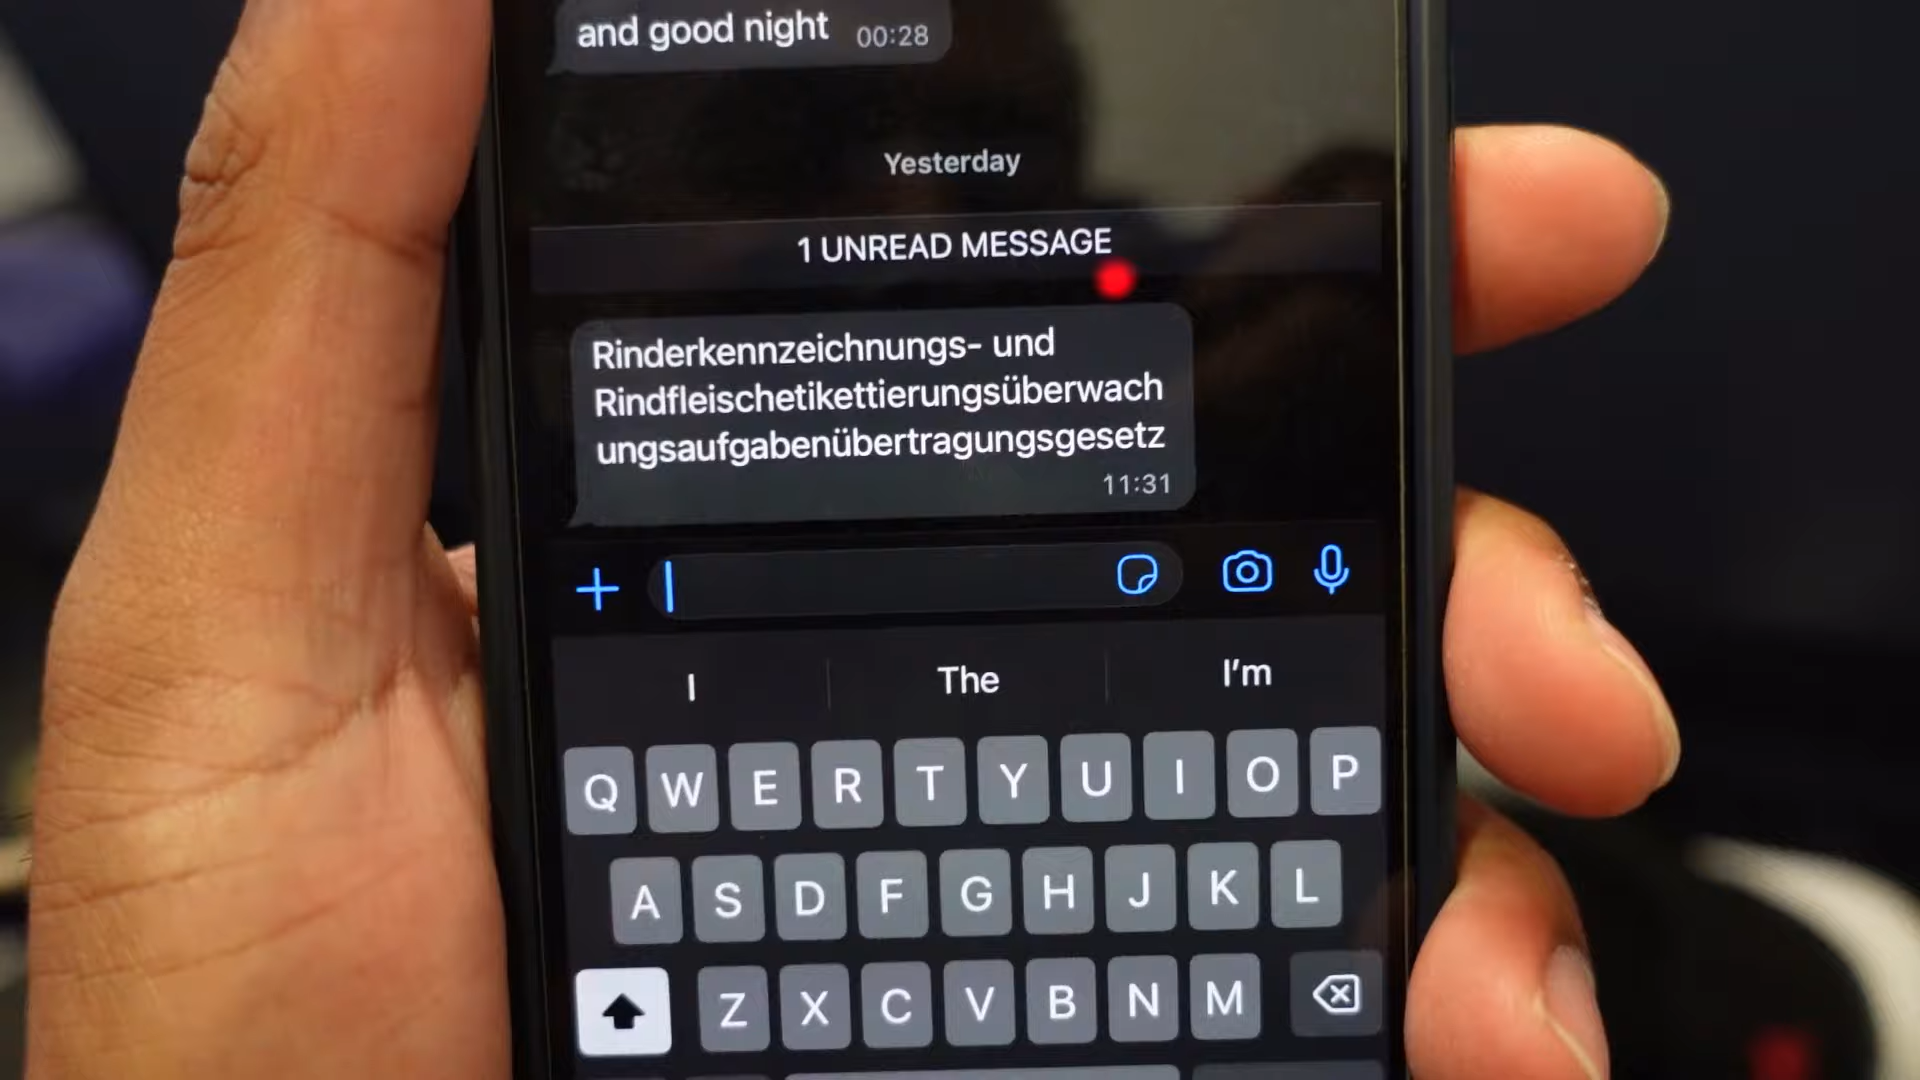 and good night 00:28
Yesterday
1 UNREAD MESSAGE
Rinderkennzeichnungs- und
Rindfleischetikettierungsüberwach
ungsaufgabenübertragungsgesetz
11:31
I The I'm
Q W E R T Y U I O P
A S D F G H J K L
Z X C V B N M